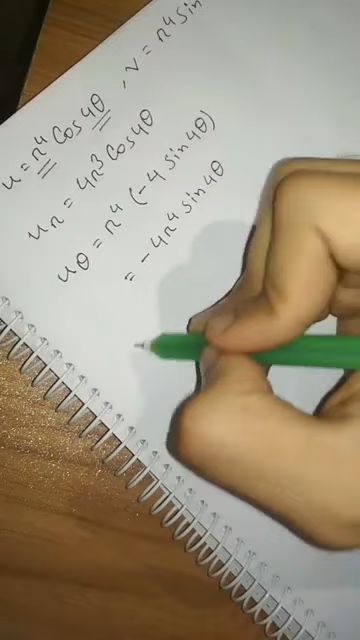 u = r⁴ Cos 4θ , v = r⁴ Sin
u_r = 4r³ Cos 4θ
u_θ = r⁴ (-4 Sin 4θ)
= -4r⁴ Sin 4θ